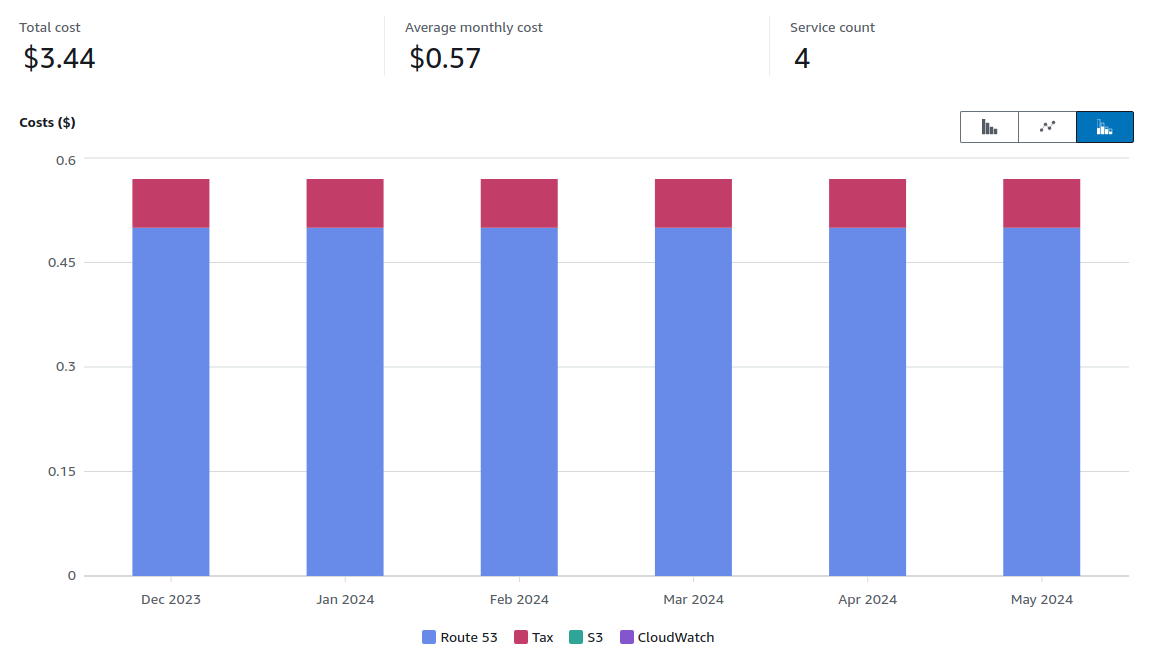 Total cost
Average monthly cost
Service count
$3.44
$0.57
4
Costs ($)
0.6
0.45
0.3
0.15
0
Dec 2023
Jan 2024
Feb 2024
Mar 2024
Apr 2024
May 2024
Route 53
Tax
S3
CloudWatch